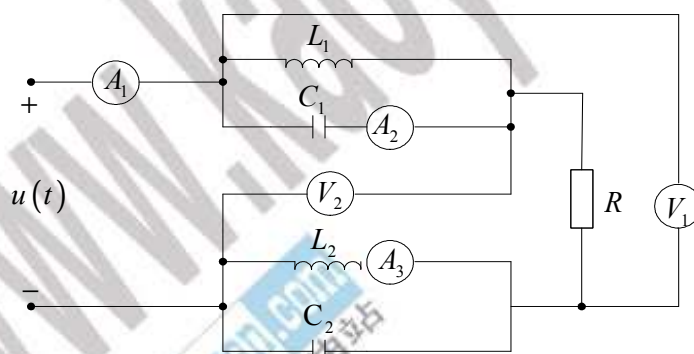 L₁
A₁
C₁
A₂
+
u(t)
V₂
R
V₁
L₂
A₃
−
C₂